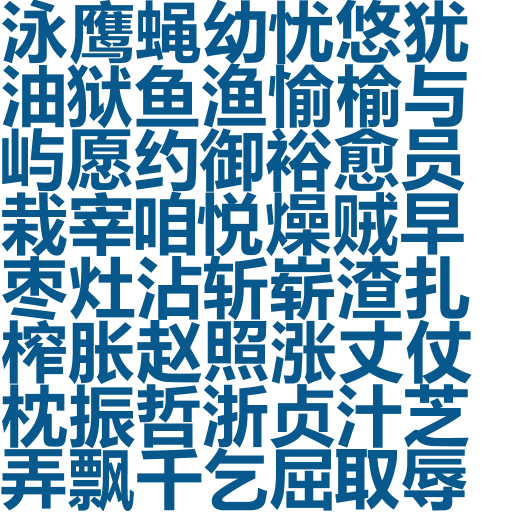 泳鹰蝇幼忧悠犹
油狱鱼渔愉榆与
屿愿约御裕愈员
栽宰咱悦燥贼早
枣灶沾斩崭渣扎
榨胀赵照涨丈仗
枕振哲浙贞汁芝
弄飘千乞屈取辱